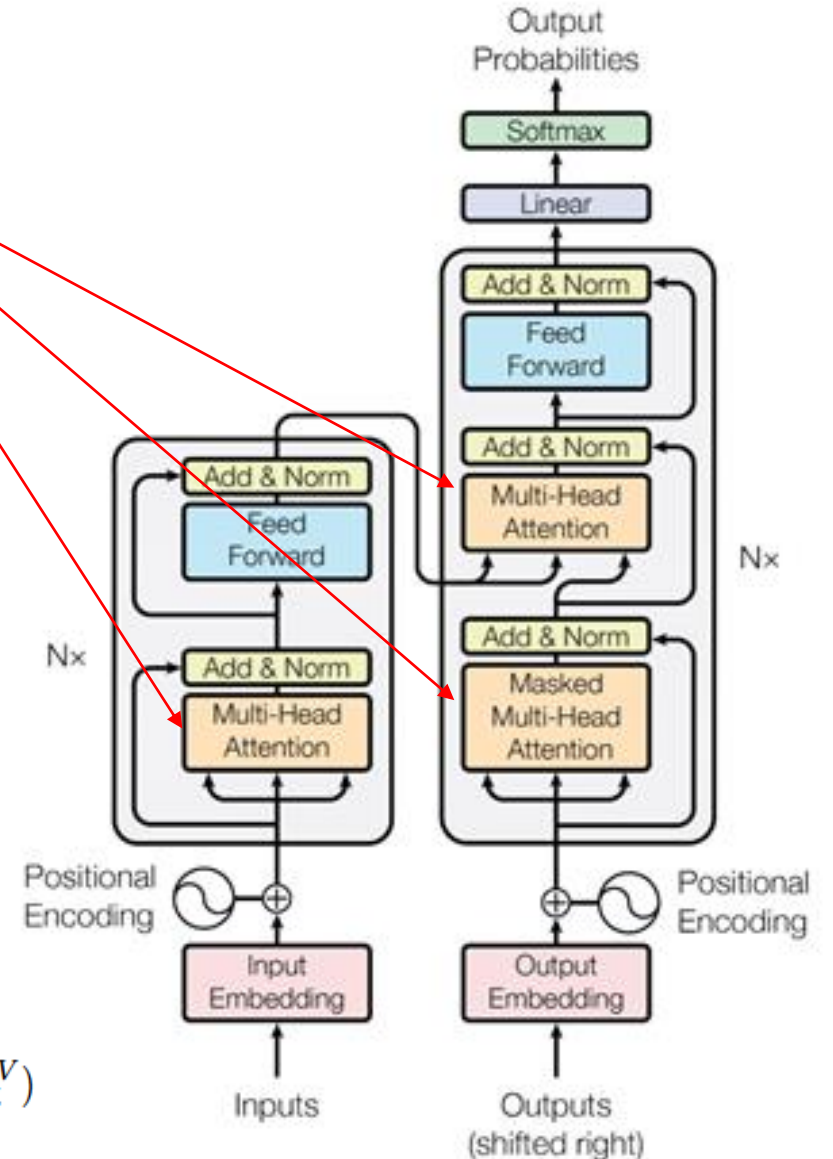 Output
Probabilities
Softmax
Linear
Add & Norm
Feed
Forward
Add & Norm
Multi-Head
Attention
Add & Norm
Masked
Multi-Head
Attention
Nx
Add & Norm
Feed
Forward
Add & Norm
Multi-Head
Attention
Nx
Positional
Encoding
Positional
Encoding
Input
Embedding
Output
Embedding
Inputs
Outputs
(shifted right)
V)